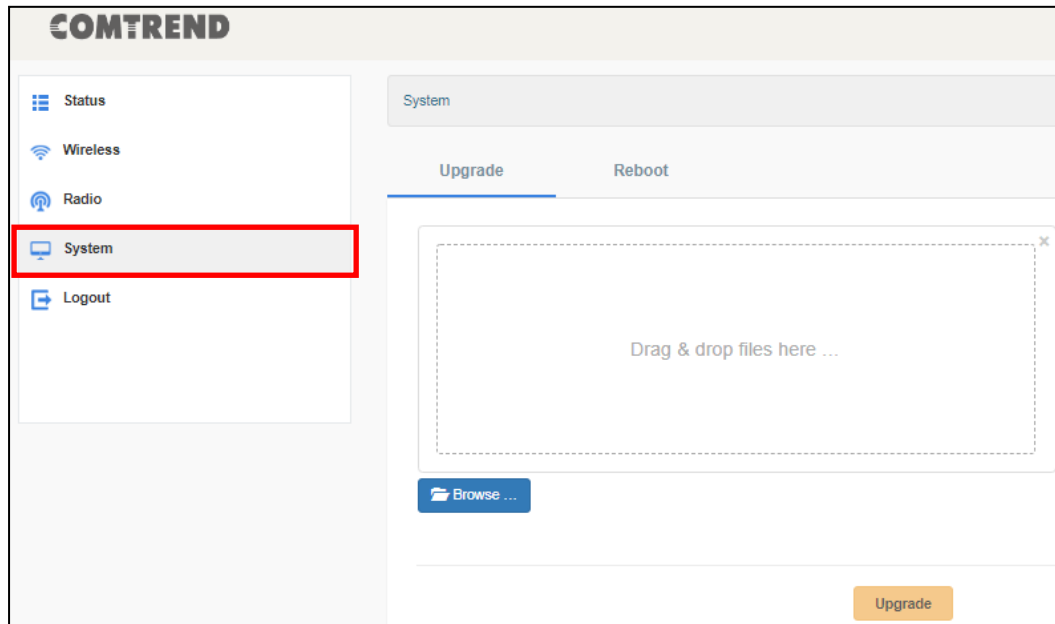 COMTREND
Status
Wireless
Radio
System
Logout
System
Upgrade
Reboot
Drag & drop files here ...
Browse ...
Upgrade